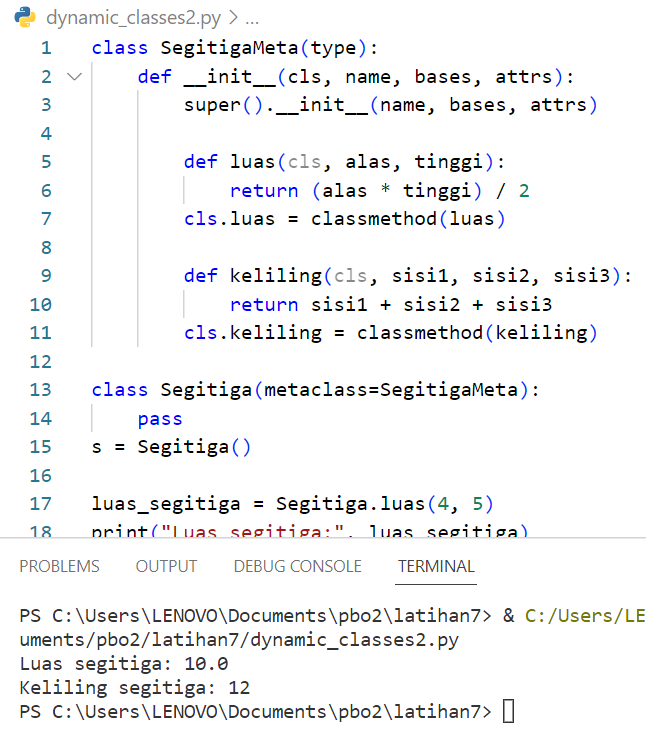 dynamic_classes2.py > ...
1 class SegitigaMeta(type):
2 def __init__(cls, name, bases, attrs):
3 super().__init__(name, bases, attrs)
4
5 def luas(cls, alas, tinggi):
6 return (alas * tinggi) / 2
7 cls.luas = classmethod(luas)
8
9 def keliling(cls, sisi1, sisi2, sisi3):
10 return sisi1 + sisi2 + sisi3
11 cls.keliling = classmethod(keliling)
12
13 class Segitiga(metaclass=SegitigaMeta):
14 pass
15 s = Segitiga()
16
17 luas_segitiga = Segitiga.luas(4, 5)
18 print("Luas segitiga:", luas_segitiga)
PROBLEMS OUTPUT DEBUG CONSOLE TERMINAL
PS C:\Users\LENOVO\Documents\pbo2\latihan7> & C:/Users/LE
uments/pbo2/latihan7/dynamic_classes2.py
Luas segitiga: 10.0
Keliling segitiga: 12
PS C:\Users\LENOVO\Documents\pbo2\latihan7>